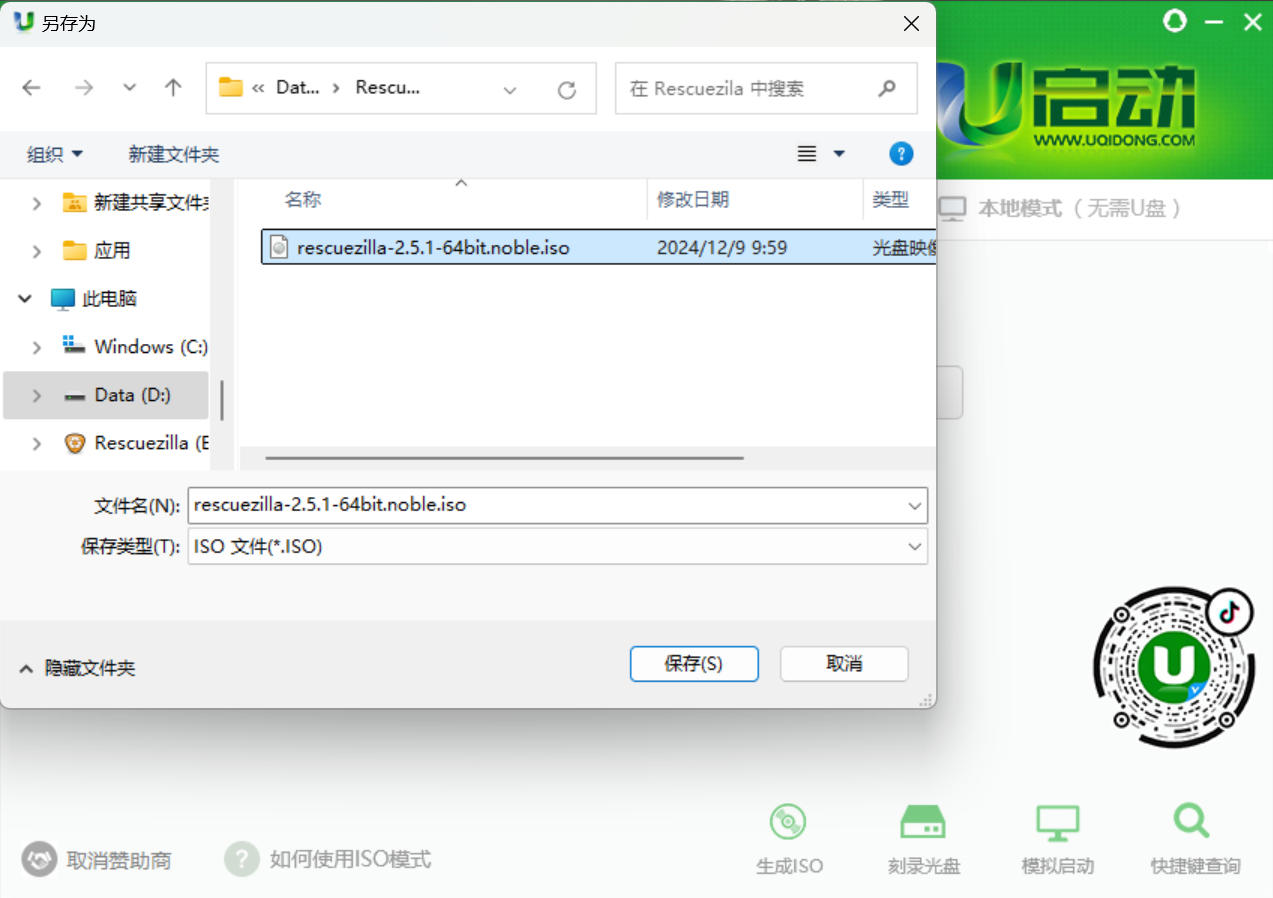 另存为
« Dat... › Rescu...
在 Rescuezila 中搜索
启动
WWW.UQIDONG.COM
组织
新建文件夹
名称
修改日期
类型
本地模式（无需U盘）
新建共享文件夹
rescuezilla-2.5.1-64bit.noble.iso
2024/12/9 9:59
光盘映像
应用
此电脑
Windows (C:)
Data (D:)
Rescuezilla (E
文件名(N):
rescuezilla-2.5.1-64bit.noble.iso
保存类型(T):
ISO 文件(*.ISO)
隐藏文件夹
保存(S)
取消
取消赞助商
如何使用ISO模式
生成ISO
刻录光盘
模拟启动
快捷键查询